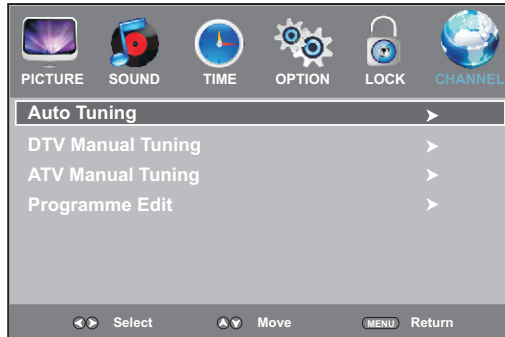 PICTURE SOUND TIME OPTION LOCK CHANNEL
Auto Tuning
DTV Manual Tuning
ATV Manual Tuning
Programme Edit
Select Move MENU Return